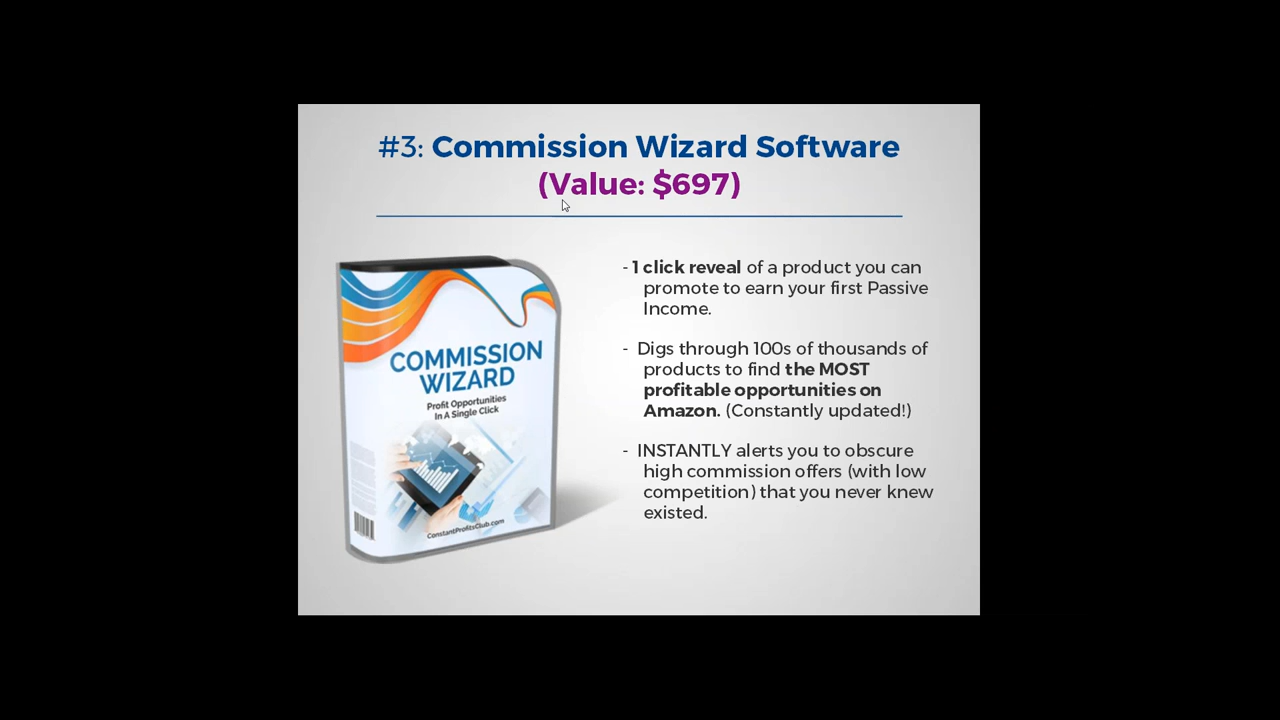 #3: Commission Wizard Software
(Value: $697)
- 1 click reveal of a product you can
promote to earn your first Passive
Income.
- Digs through 100s of thousands of
products to find the MOST
profitable opportunities on
Amazon. (Constantly updated!)
- INSTANTLY alerts you to obscure
high commission offers (with low
competition) that you never knew
existed.
COMMISSION
WIZARD
Profit Opportunities
In A Single Click
ConstantProfitsClub.com